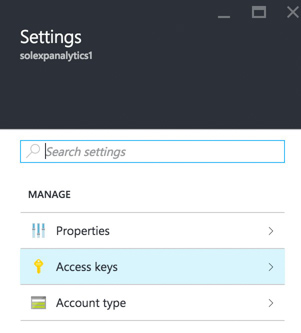 Settings
solexpanalytics1
Search settings
MANAGE
Properties
Access keys
Account type